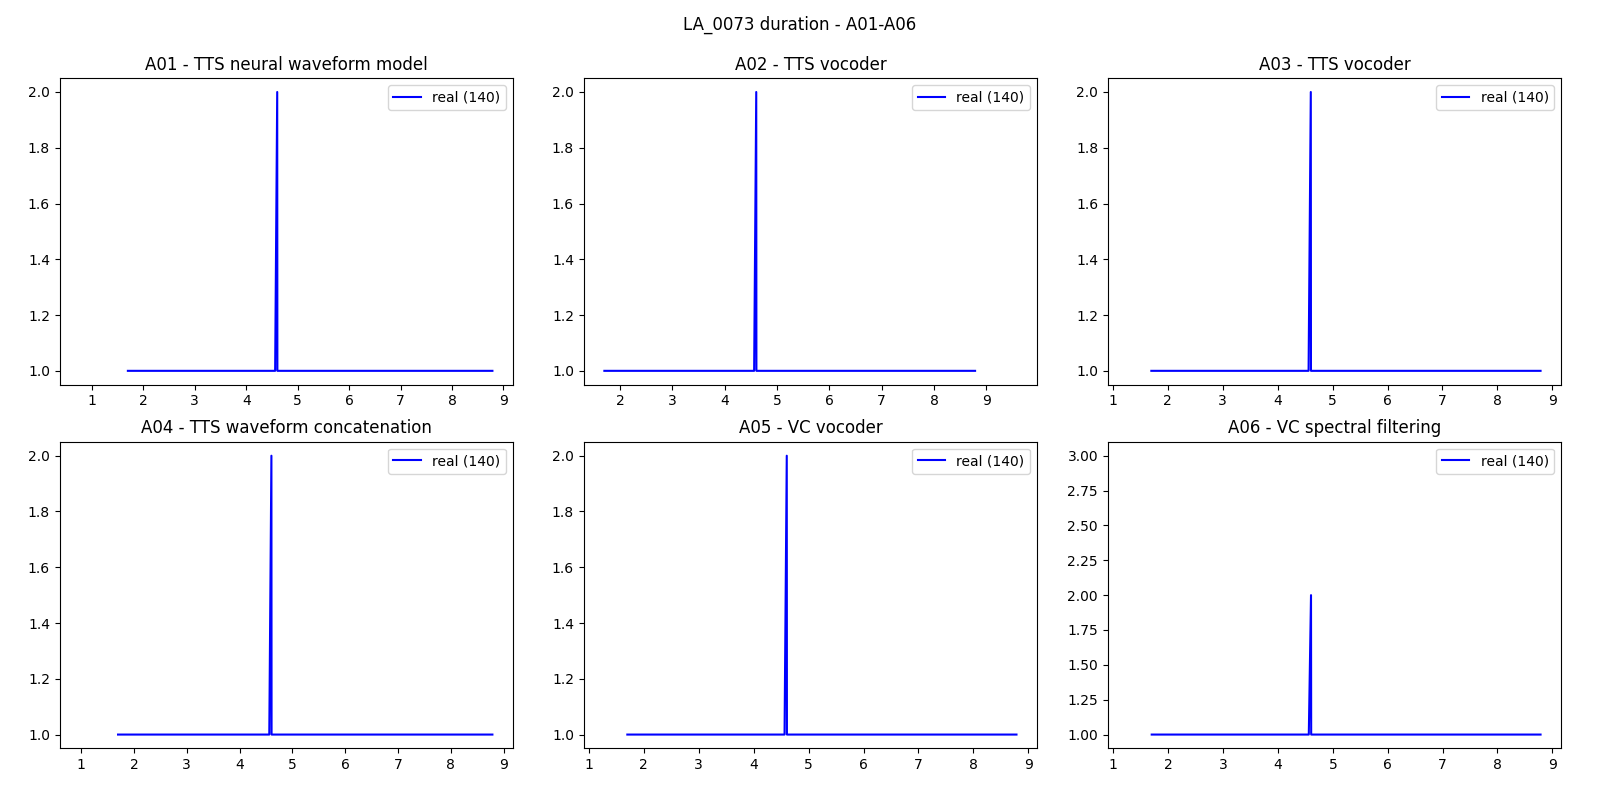 LA_0073 duration - A01-A06
A01 - TTS neural waveform model
2.0
1.8
1.6
1.4
1.2
1.0
real (140)
1 2 3 4 5 6 7 8 9
A02 - TTS vocoder
2.0
1.8
1.6
1.4
1.2
1.0
real (140)
2 3 4 5 6 7 8 9
A03 - TTS vocoder
2.0
1.8
1.6
1.4
1.2
1.0
real (140)
1 2 3 4 5 6 7 8 9
A04 - TTS waveform concatenation
2.0
1.8
1.6
1.4
1.2
1.0
real (140)
1 2 3 4 5 6 7 8 9
A05 - VC vocoder
2.0
1.8
1.6
1.4
1.2
1.0
real (140)
1 2 3 4 5 6 7 8 9
A06 - VC spectral filtering
3.00
2.75
2.50
2.25
2.00
1.75
1.50
1.25
1.00
real (140)
1 2 3 4 5 6 7 8 9